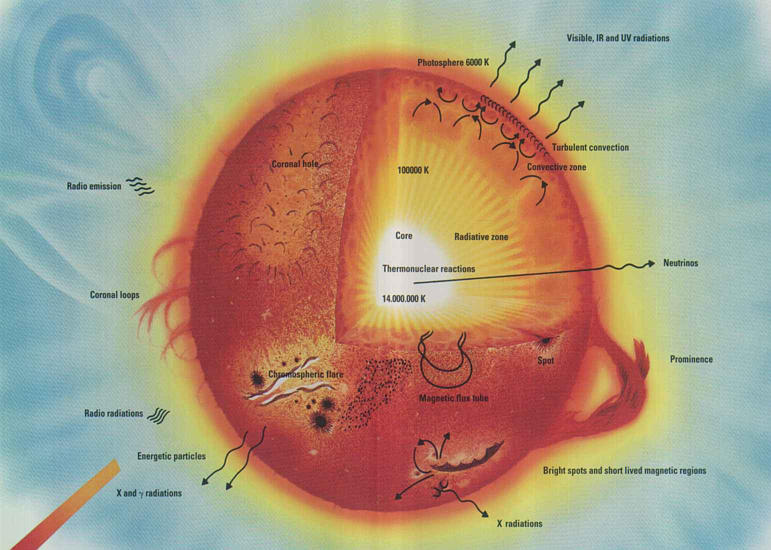 Visible, IR and UV radiations
Photosphere 6000 K
Turbulent convection
Coronal hole
Convective zone
100000 K
Radio emission
Core
Radiative zone
Neutrinos
Thermonuclear reactions
Coronal loops
14.000.000 K
Spot
Prominence
Chromospheric flare
Magnetic flux tube
Radio radiations
Energetic particles
Bright spots and short lived magnetic regions
X and γ radiations
X radiations